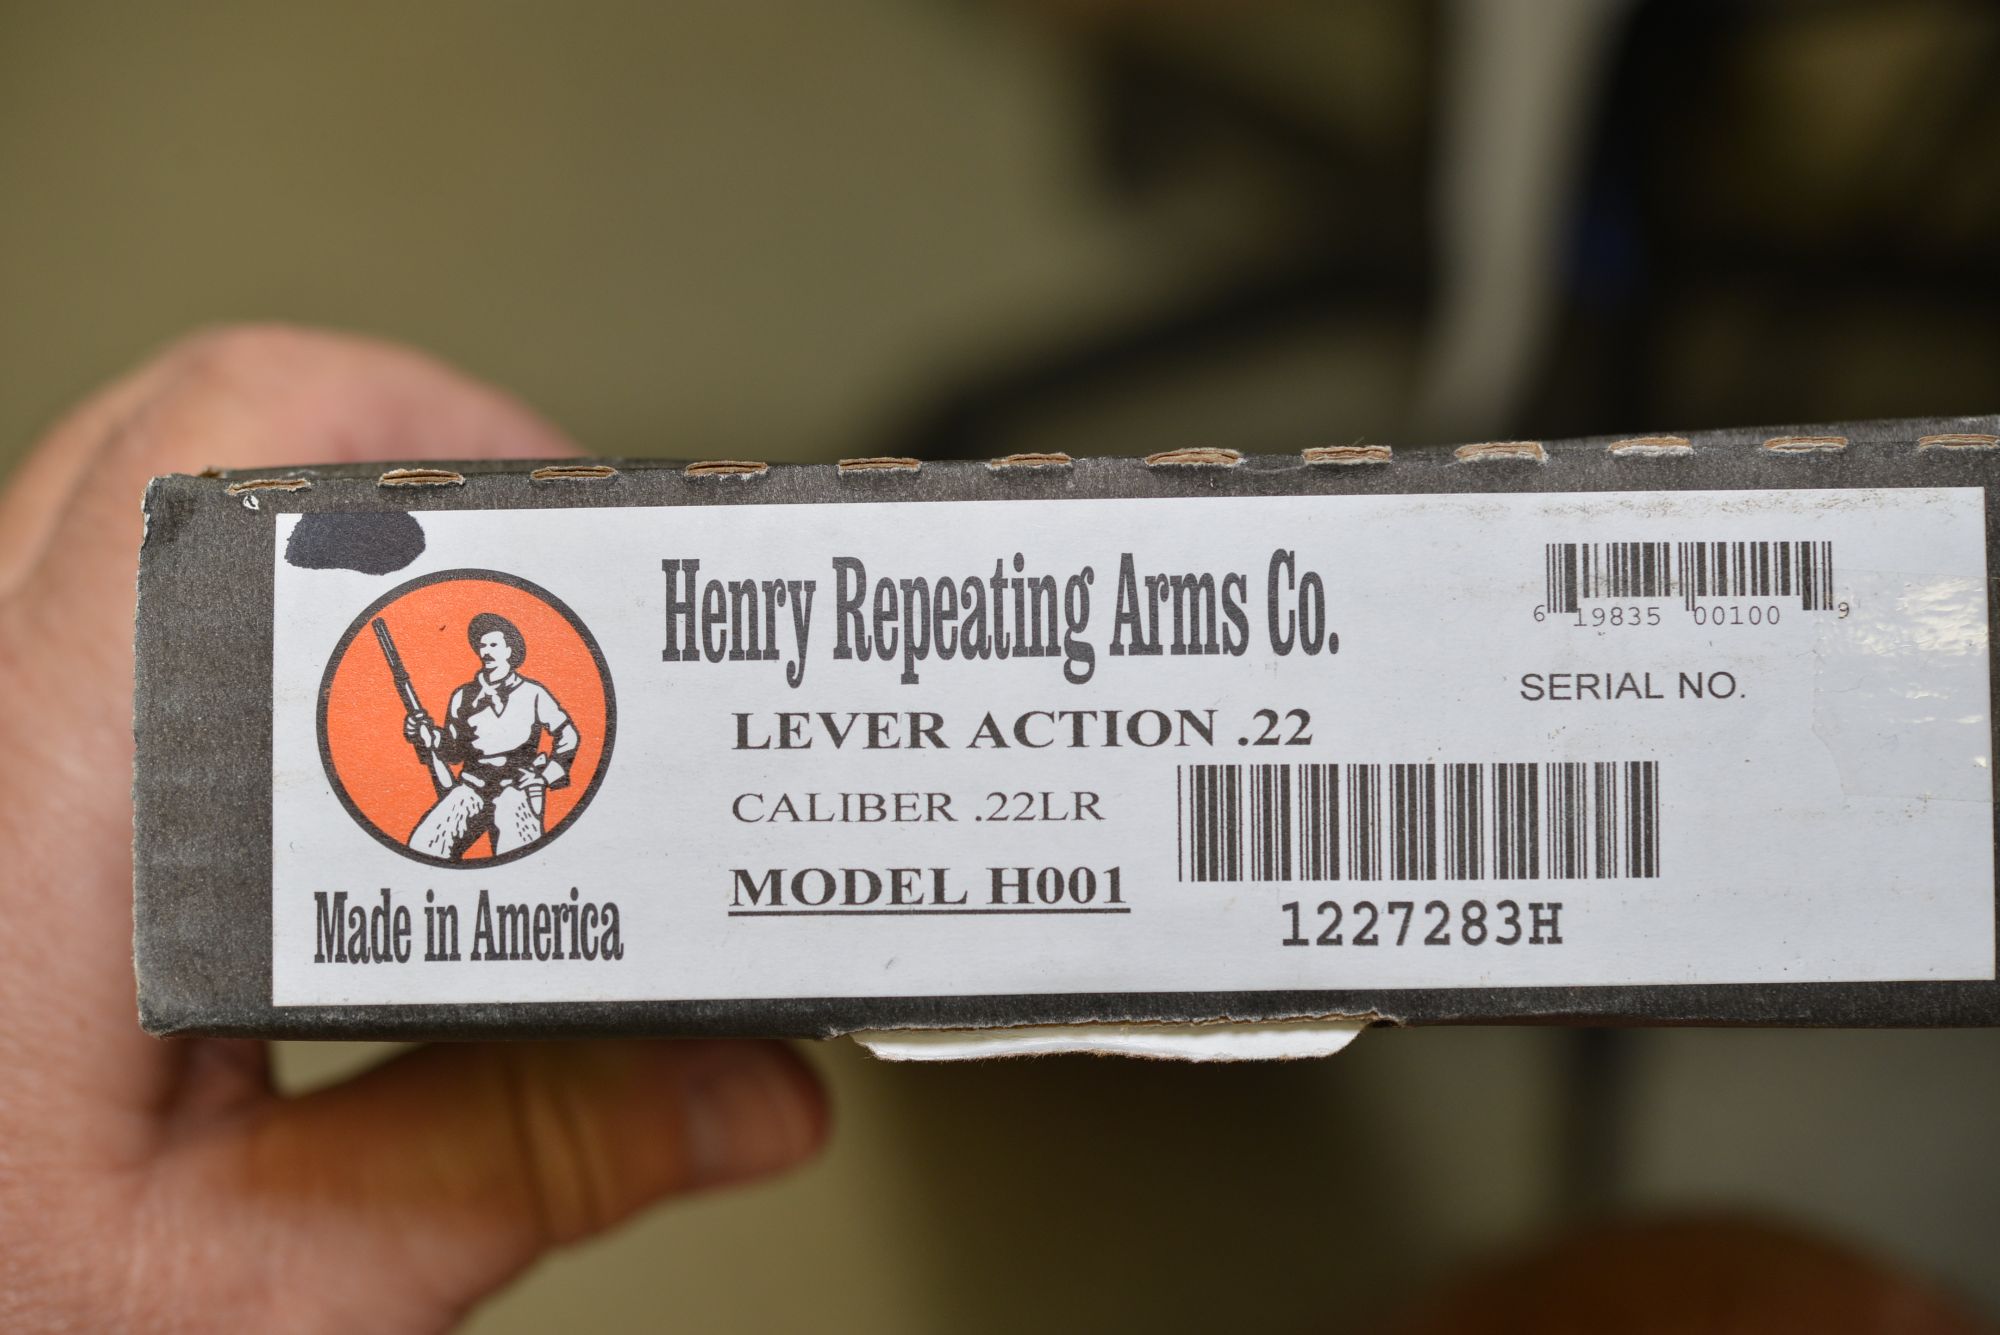 Henry Repeating Arms Co.
LEVER ACTION .22
CALIBER .22LR
MODEL H001
Made in America
6 19835 00100 9
SERIAL NO.
1227283H